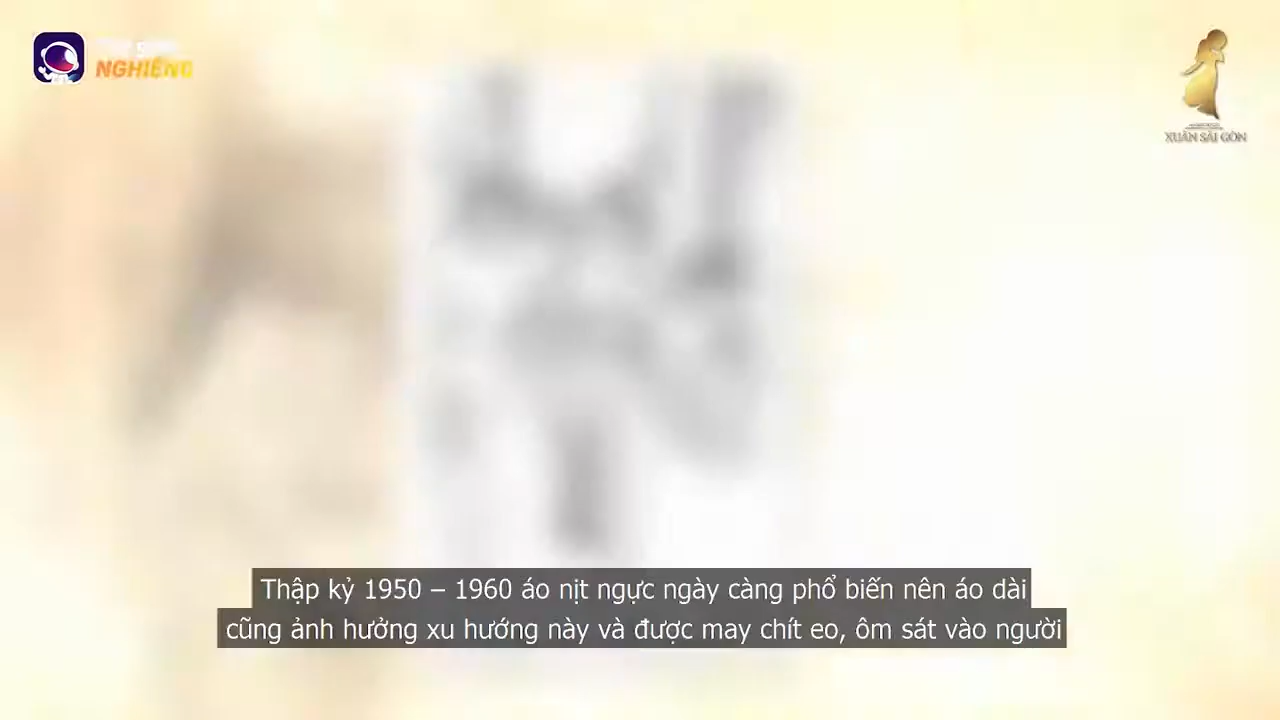 NGHIÊNG
XUÂN SÀI GÒN
Thập kỷ 1950 – 1960 áo nịt ngực ngày càng phổ biến nên áo dài
cũng ảnh hưởng xu hướng này và được may chít eo, ôm sát vào người